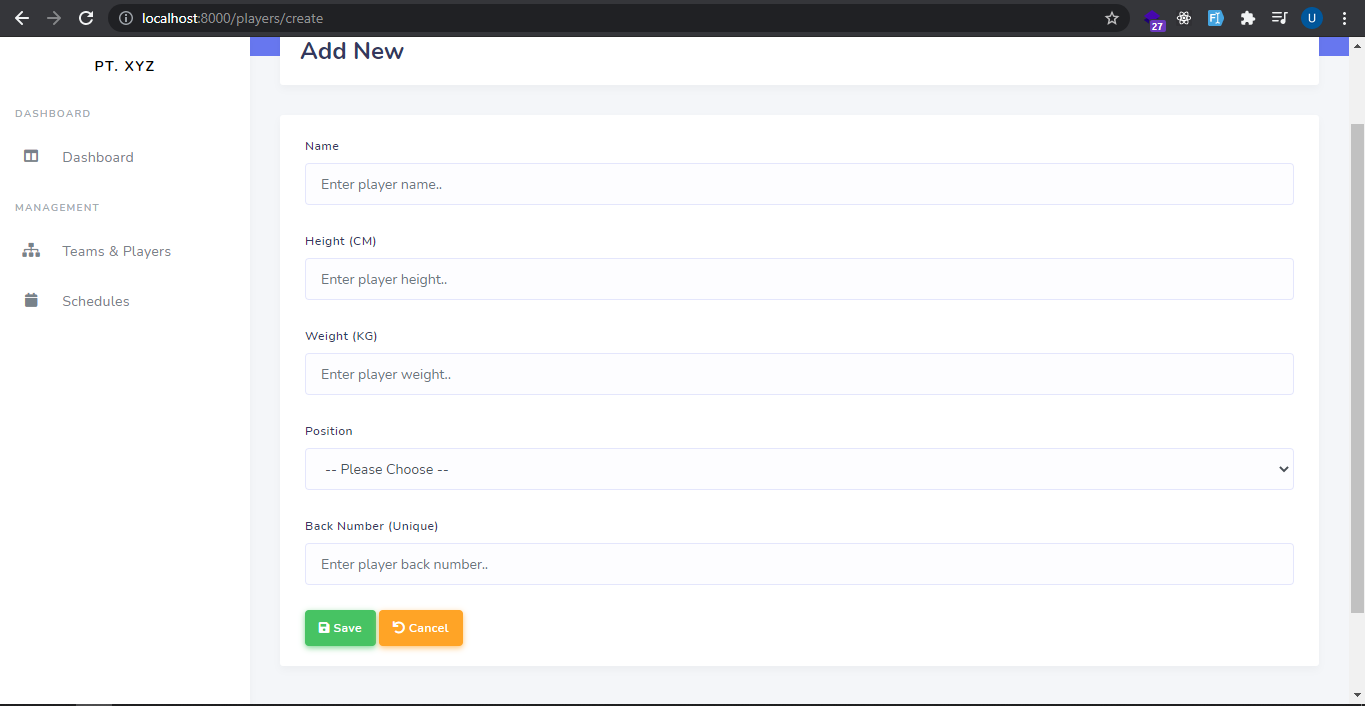 localhost:8000/players/create
27
U
PT. XYZ
DASHBOARD
Dashboard
MANAGEMENT
Teams & Players
Schedules
Add New
Name
Enter player name..
Height (CM)
Enter player height..
Weight (KG)
Enter player weight..
Position
-- Please Choose --
Back Number (Unique)
Enter player back number..
Save Cancel